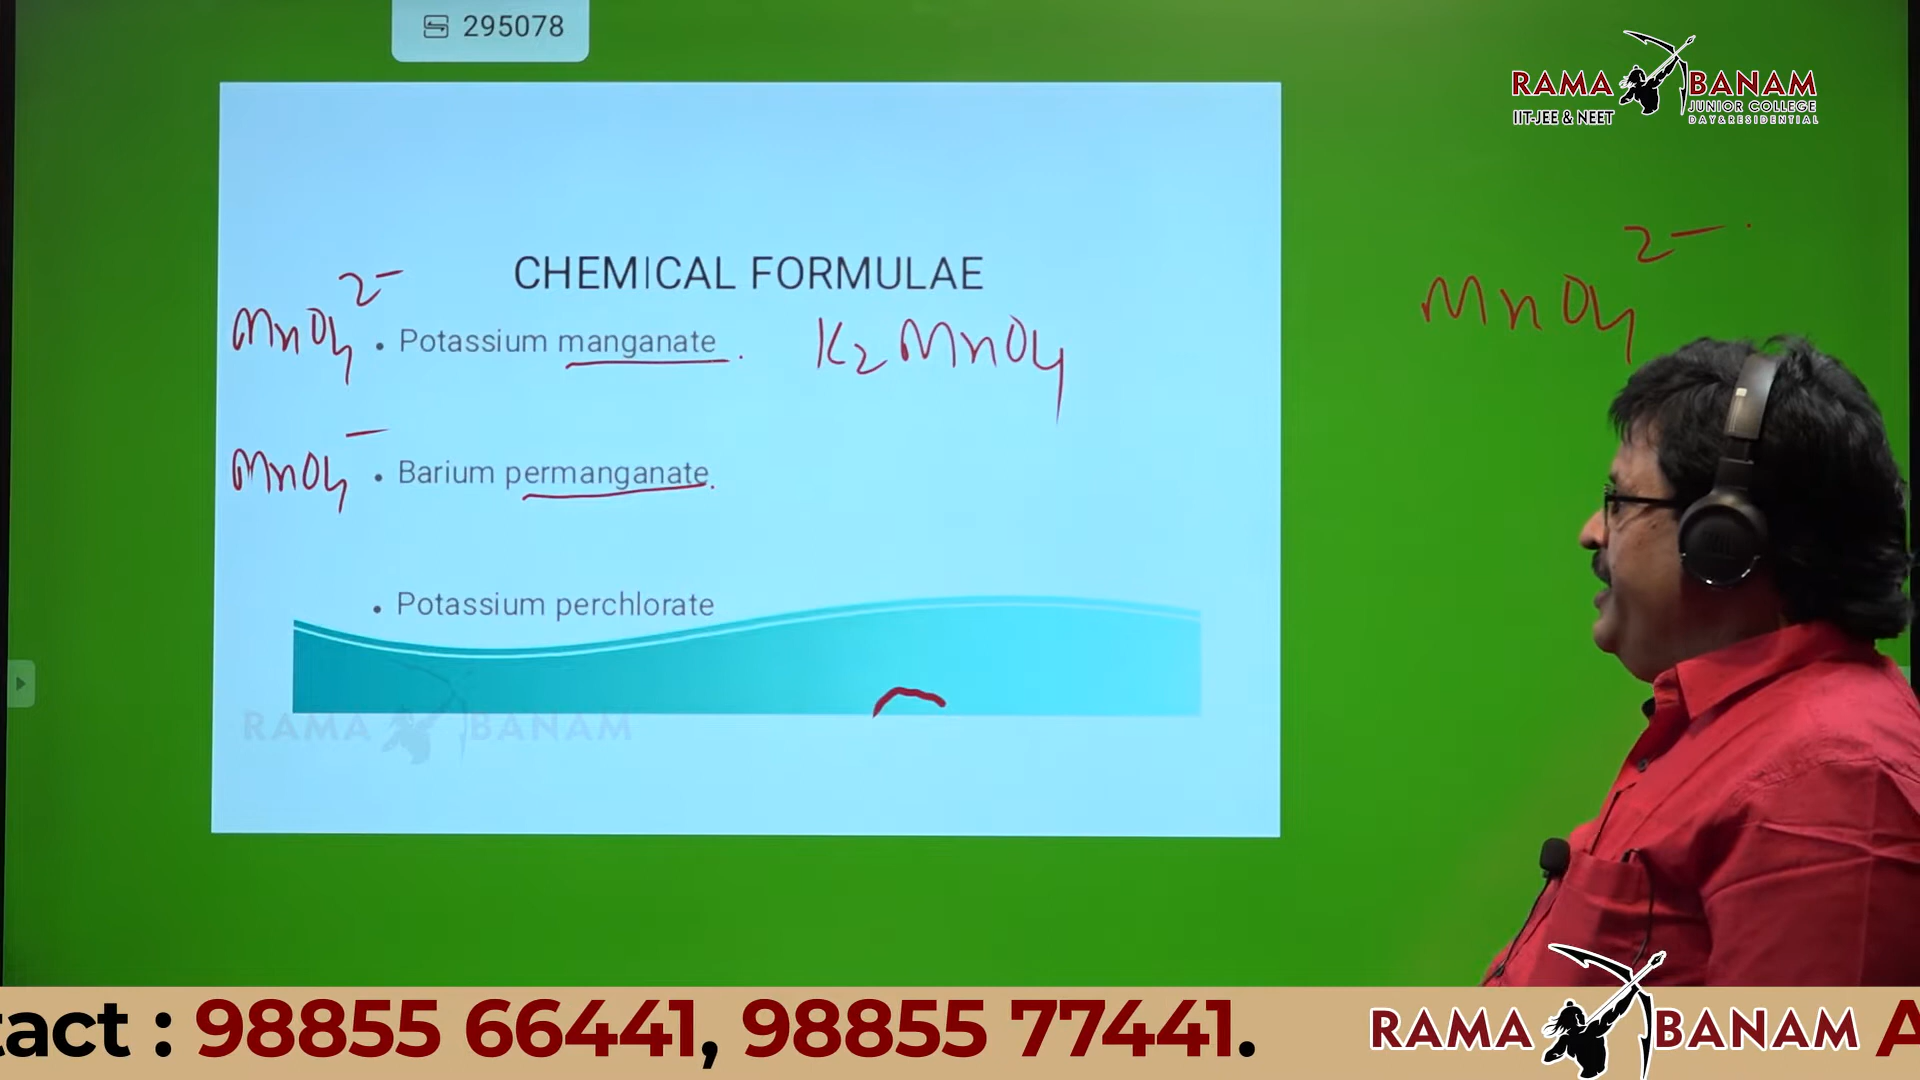 295078
RAMA BANAM
IIT-JEE & NEET
JUNIOR COLLEGE
DAY&RESIDENTIAL
CHEMICAL FORMULAE
MnO4 2-
• Potassium manganate. K2MnO4
MnO4 2-
MnO4 -
• Barium permanganate.
• Potassium perchlorate
RAMA BANAM
tact : 98855 66441, 98855 77441.
RAMA BANAM A